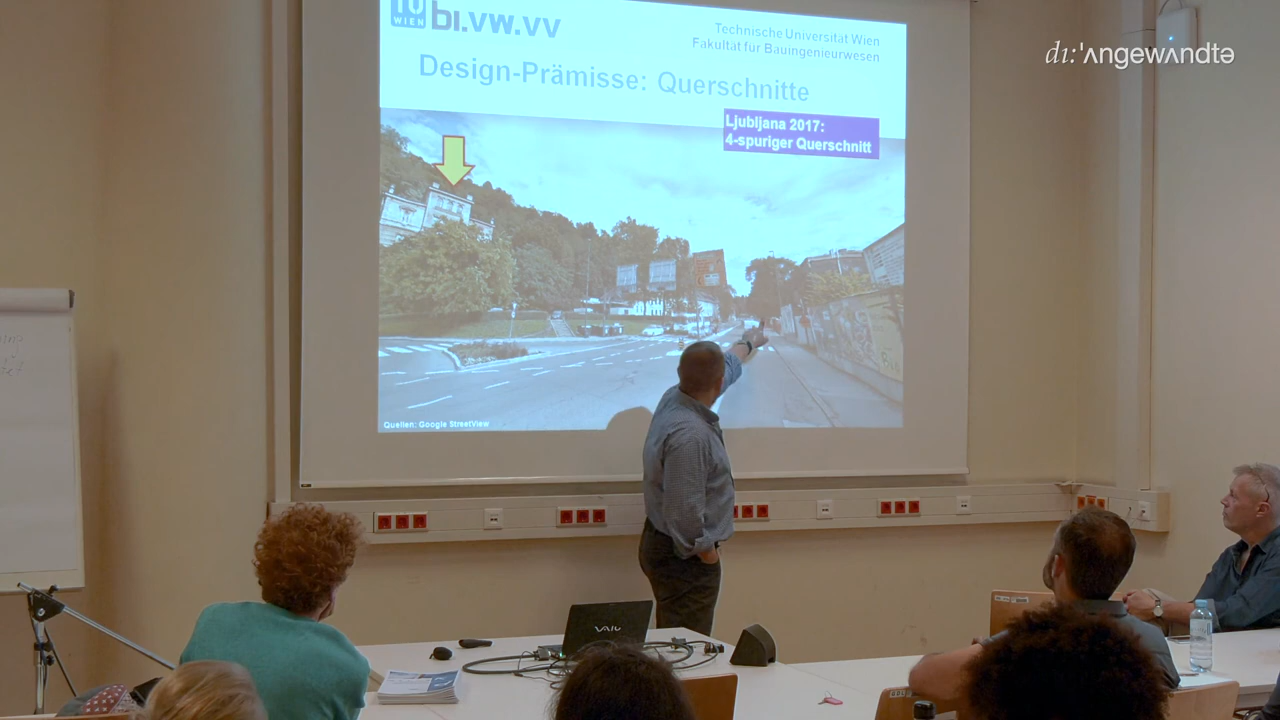 TU
WIEN
bi.vw.vv
Technische Universität Wien
Fakultät für Bauingenieurwesen
di:'ʌngewʌndtə
Design-Prämisse: Querschnitte
Ljubljana 2017:
4-spuriger Querschnitt
Quellen: Google StreetView
VAIO